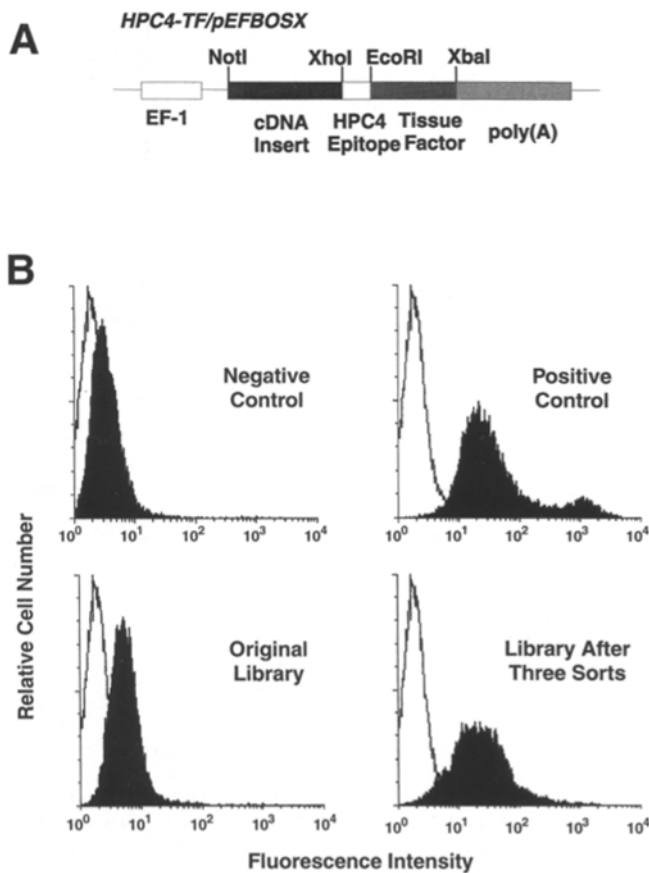 HPC4-TF/pEFBOSX
A
NotI XhoI EcoRI XbaI
EF-1
cDNA Insert
HPC4 Epitope
Tissue Factor
poly(A)
B
Relative Cell Number
Negative
Control
10⁰ 10¹ 10² 10³ 10⁴
Positive
Control
10⁰ 10¹ 10² 10³ 10⁴
Original
Library
10⁰ 10¹ 10² 10³ 10⁴
Library After
Three Sorts
10⁰ 10¹ 10² 10³ 10⁴
Fluorescence Intensity